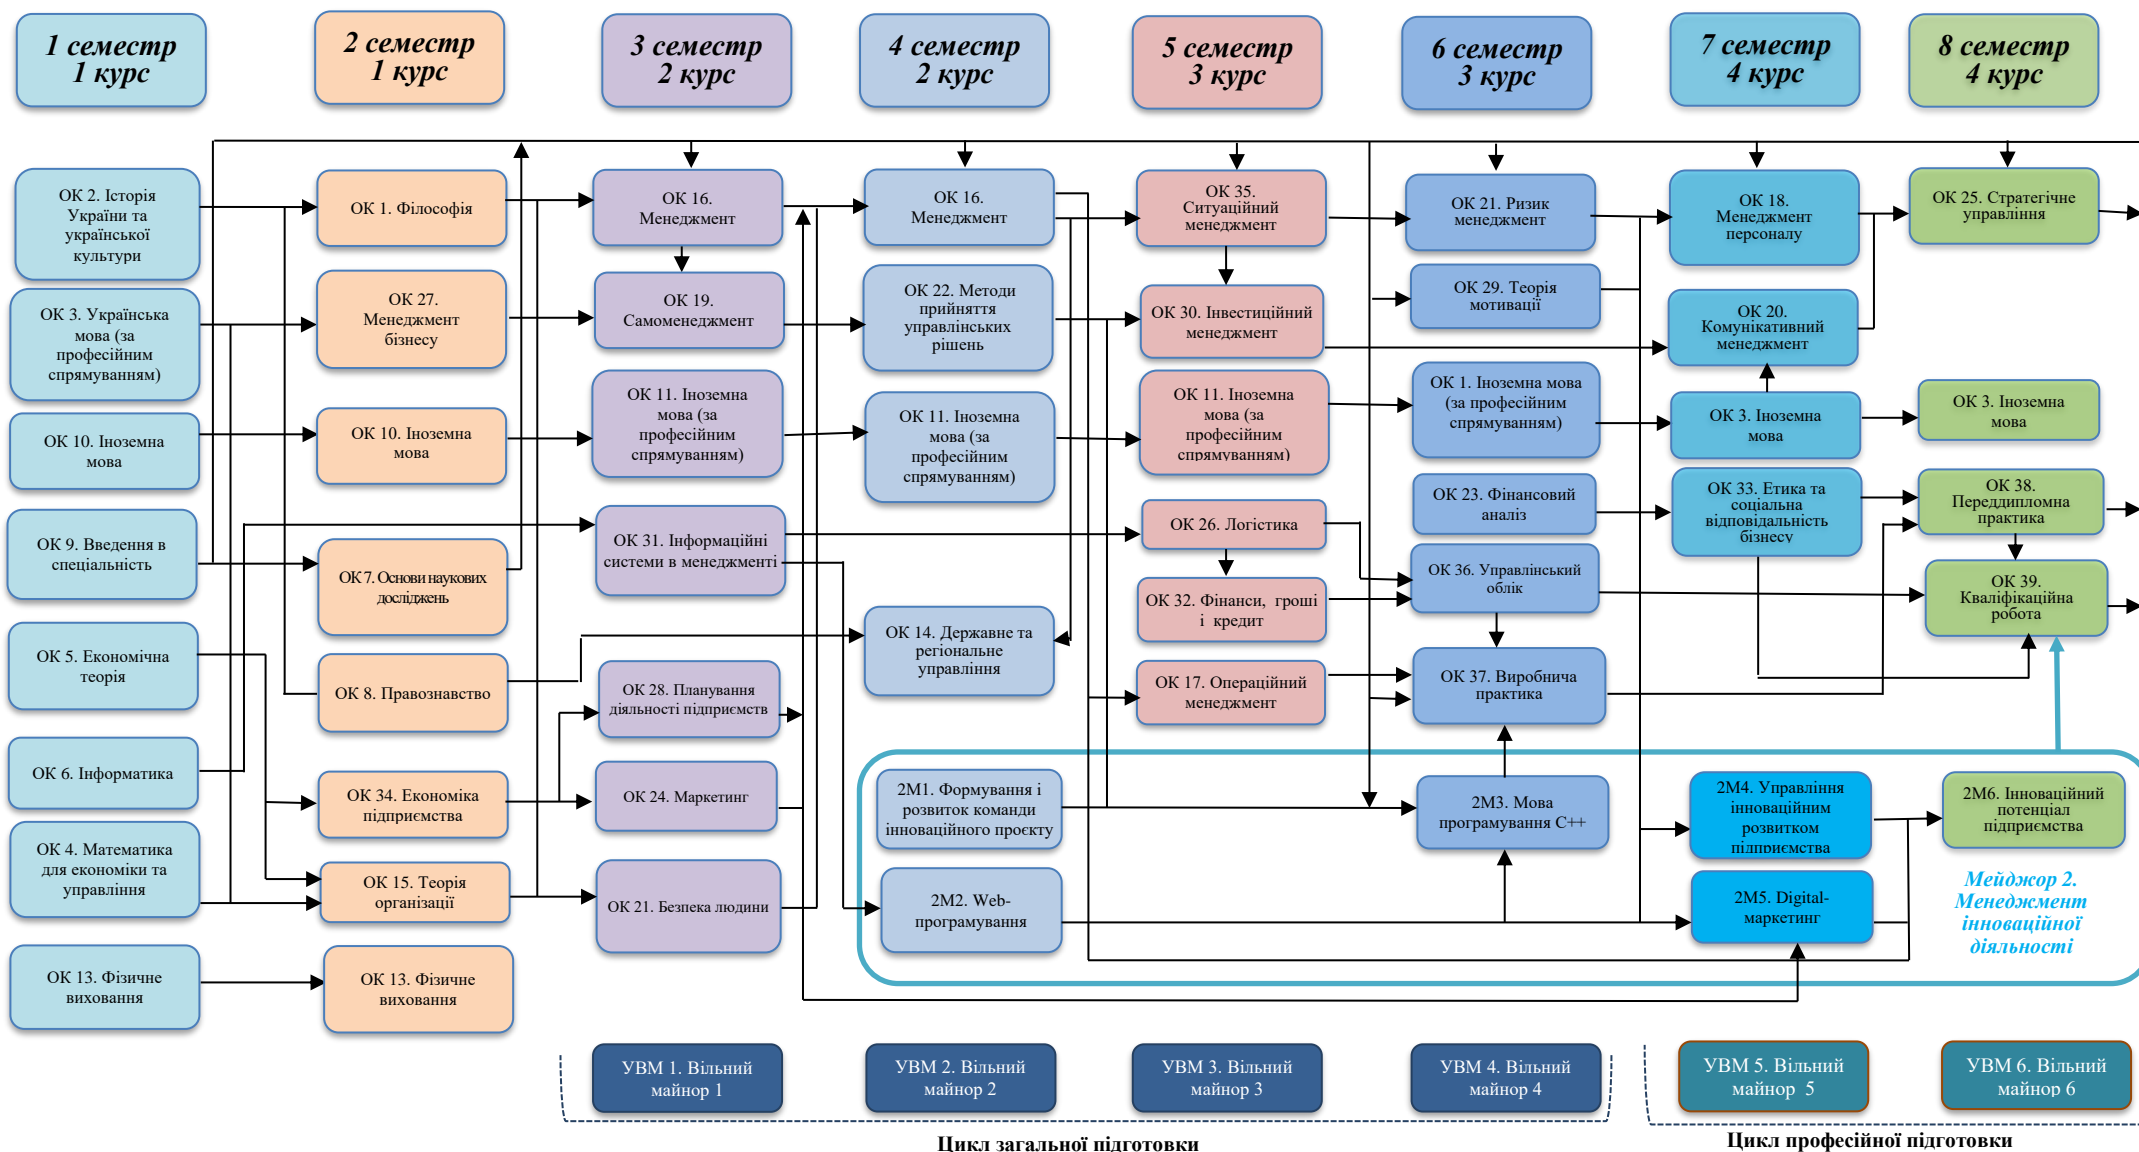 1 семестр
1 курс
2 семестр
1 курс
3 семестр
2 курс
4 семестр
2 курс
5 семестр
3 курс
6 семестр
3 курс
7 семестр
4 курс
8 семестр
4 курс
ОК 2. Історія
України та
української
культури
ОК 3. Українська
мова (за
професійним
спрямуванням)
ОК 10. Іноземна
мова
ОК 9. Введення в
спеціальність
ОК 5. Економічна
теорія
ОК 6. Інформатика
ОК 4. Математика
для економіки та
управління
ОК 13. Фізичне
виховання
ОК 1. Філософія
ОК 27.
Менеджмент
бізнесу
ОК 10. Іноземна
мова
ОК 7. Основи наукових
досліджень
ОК 8. Правознавство
ОК 34. Економіка
підприємства
ОК 15. Теорія
організації
ОК 13. Фізичне
виховання
ОК 16.
Менеджмент
ОК 19.
Самоменеджмент
ОК 11. Іноземна
мова (за
професійним
спрямуванням)
ОК 31. Інформаційні
системи в менеджменті
ОК 28. Планування
діяльності підприємств
ОК 24. Маркетинг
ОК 21. Безпека людини
ОК 16.
Менеджмент
ОК 22. Методи
прийняття
управлінських
рішень
ОК 11. Іноземна
мова (за
професійним
спрямуванням)
ОК 14. Державне та
регіональне
управління
2М1. Формування і
розвиток команди
інноваційного проєкту
2М2. Web-
програмування
ОК 35.
Ситуаційний
менеджмент
ОК 30. Інвестиційний
менеджмент
ОК 11. Іноземна
мова (за
професійним
спрямуванням)
ОК 26. Логістика
ОК 32. Фінанси, гроші
і кредит
ОК 17. Операційний
менеджмент
ОК 21. Ризик
менеджмент
ОК 29. Теорія
мотивації
ОК 1. Іноземна мова
(за професійним
спрямуванням)
ОК 23. Фінансовий
аналіз
ОК 36. Управлінський
облік
ОК 37. Виробнича
практика
2М3. Мова
програмування С++
ОК 18.
Менеджмент
персоналу
ОК 20.
Комунікативний
менеджмент
ОК 3. Іноземна
мова
ОК 33. Етика та
соціальна
відповідальність
бізнесу
2М4. Управління
інноваційним
розвитком
підприємства
2М5. Digital-
маркетинг
ОК 25. Стратегічне
управління
ОК 3. Іноземна
мова
ОК 38.
Переддипломна
практика
ОК 39.
Кваліфікаційна
робота
2М6. Інноваційний
потенціал
підприємства
Мейджор 2.
Менеджмент
інноваційної
діяльності
УВМ 1. Вільний
майнор 1
УВМ 2. Вільний
майнор 2
УВМ 3. Вільний
майнор 3
УВМ 4. Вільний
майнор 4
УВМ 5. Вільний
майнор 5
УВМ 6. Вільний
майнор 6
Цикл загальної підготовки
Цикл професійної підготовки